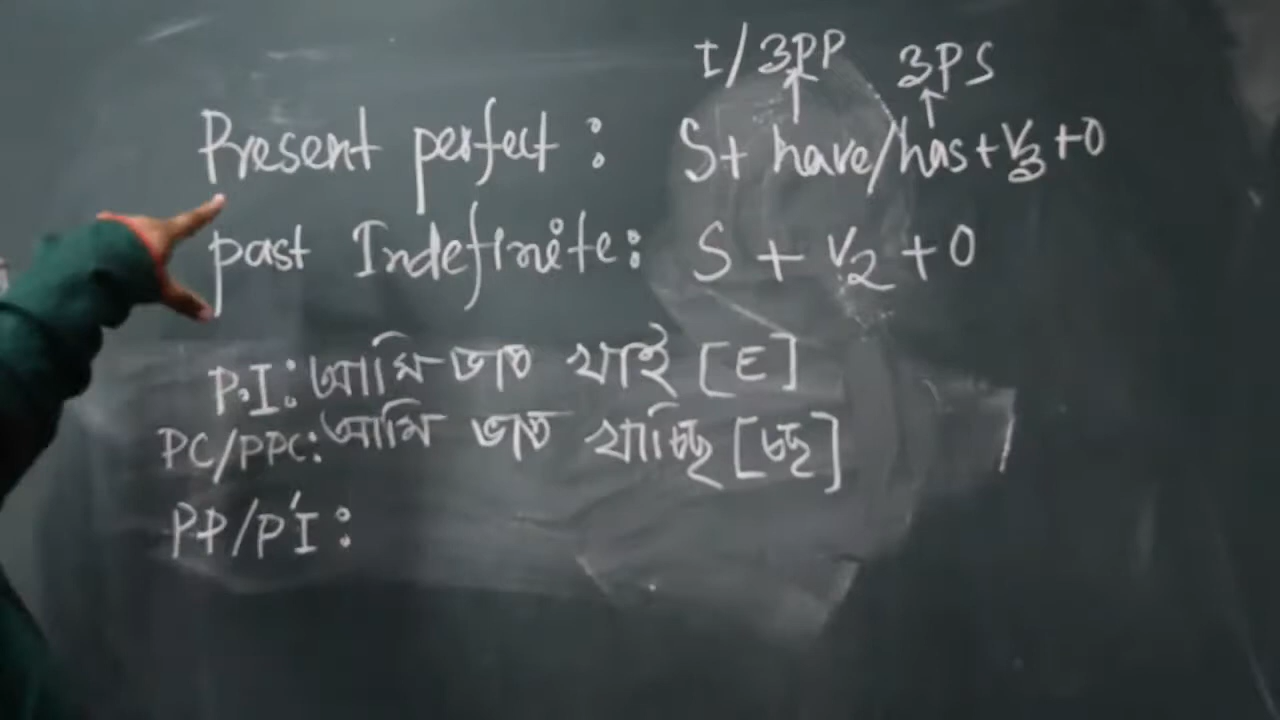 I/3PP 3PS
Present perfect: S+ have/has+V3+O
past Indefinite: S + V2 + O
P.I: আমি ভাত খাই [E]
PC/PPC: আমি ভাত খাচ্ছি [চ্ছ]
PP/P'I: